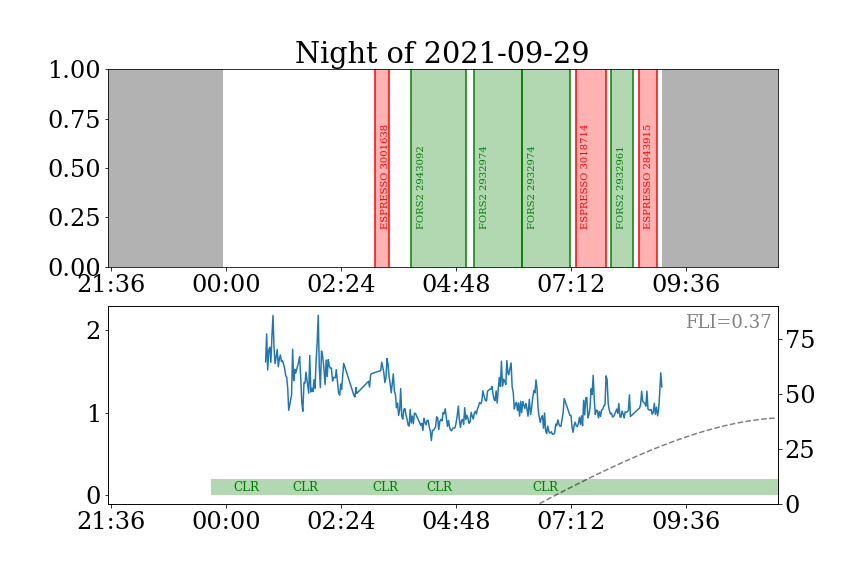 Night of 2021-09-29
1.00
0.75
0.50
0.25
0.00
ESPRESSO 3001638
FORS2 2943092
FORS2 2932974
FORS2 2932974
ESPRESSO 3018714
FORS2 2932961
ESPRESSO 2843915
21:36 00:00 02:24 04:48 07:12 09:36
FLI=0.37
2
1
0
75
50
25
0
CLR CLR CLR CLR CLR
21:36 00:00 02:24 04:48 07:12 09:36